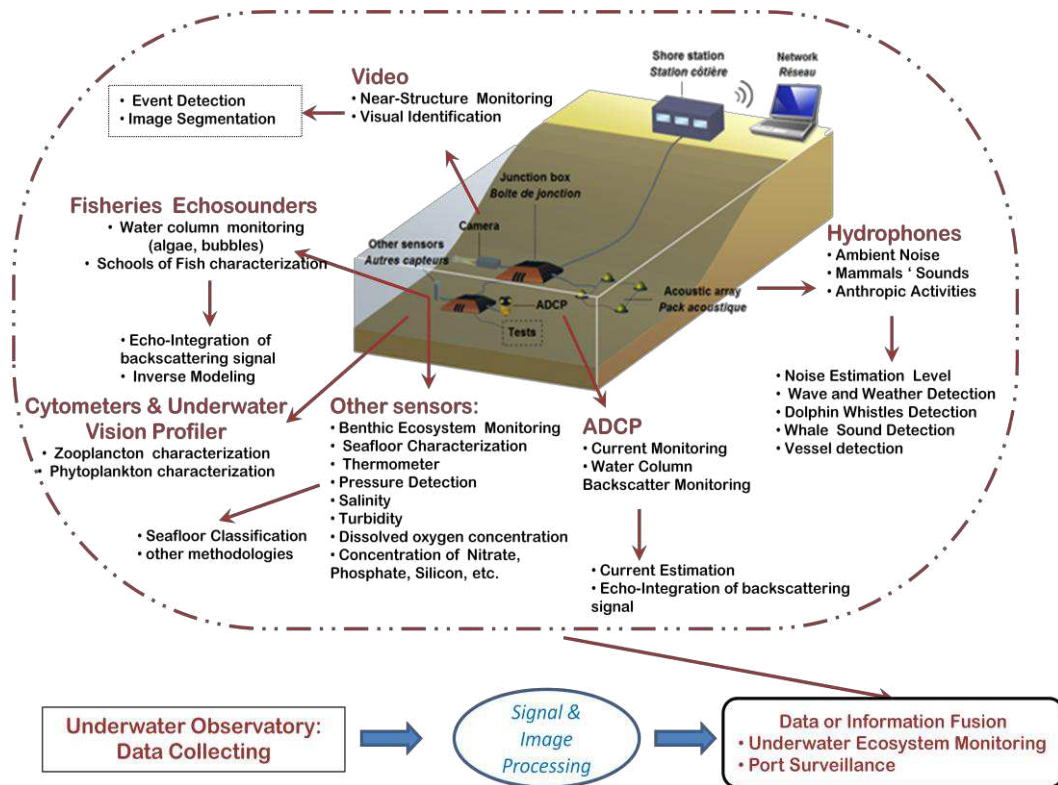 Shore station
Station côtière
Network
Réseau
Video
• Near-Structure Monitoring
• Visual Identification
• Event Detection
• Image Segmentation
Junction box
Boite de jonction
Camera
Other sensors
Autres capteurs
ADCP
Tests
Acoustic array
Pack acoustique
Fisheries Echosounders
• Water column monitoring
(algae, bubbles)
• Schools of Fish characterization
• Echo-Integration of
backscattering signal
• Inverse Modeling
Hydrophones
• Ambient Noise
• Mammals ‘ Sounds
• Anthropic Activities
• Noise Estimation Level
• Wave and Weather Detection
• Dolphin Whistles Detection
• Whale Sound Detection
• Vessel detection
Cytometers & Underwater
Vision Profiler
• Zooplancton characterization
• Phytoplankton characterization
Other sensors:
• Benthic Ecosystem Monitoring
• Seafloor Characterization
• Thermometer
• Pressure Detection
• Salinity
• Turbidity
• Dissolved oxygen concentration
• Concentration of Nitrate,
Phosphate, Silicon, etc.
• Seafloor Classification
• other methodologies
ADCP
• Current Monitoring
• Water Column
Backscatter Monitoring
• Current Estimation
• Echo-Integration of backscattering
signal
Underwater Observatory:
Data Collecting
Signal &
Image
Processing
Data or Information Fusion
• Underwater Ecosystem Monitoring
• Port Surveillance